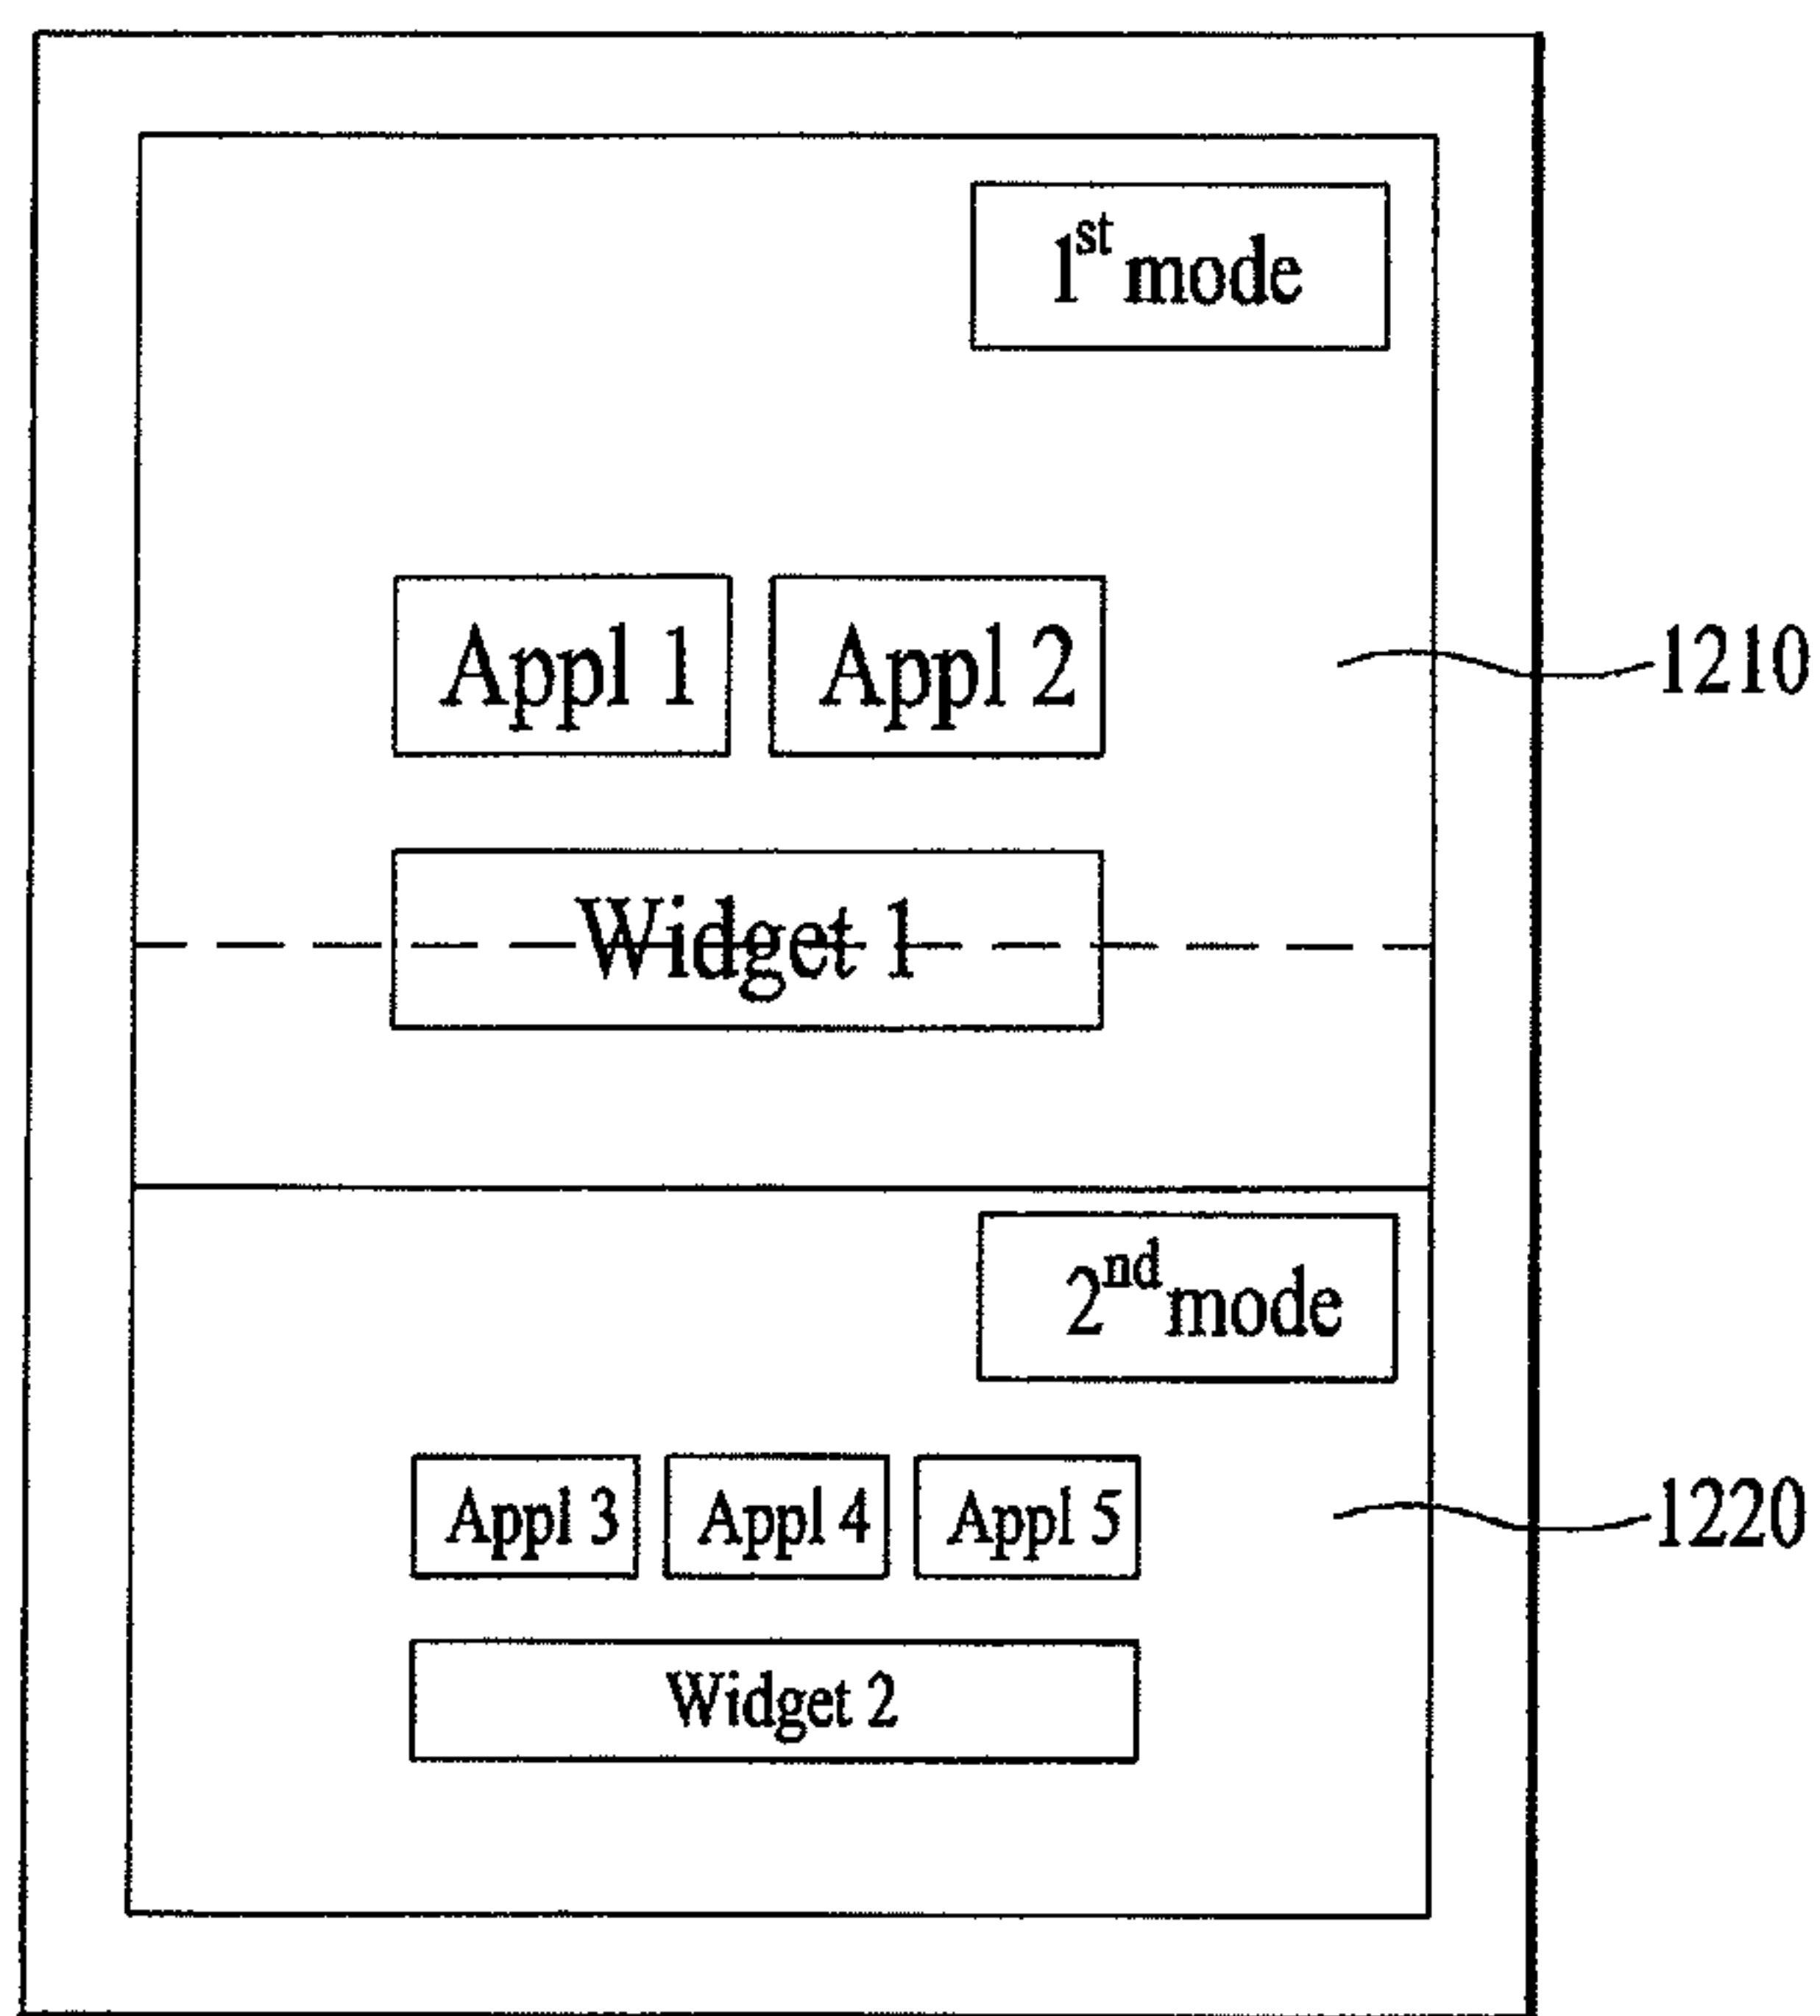 1st mode
Appl 1 Appl 2
1210
Widget 1
2nd mode
Appl 3 Appl 4 Appl 5
1220
Widget 2